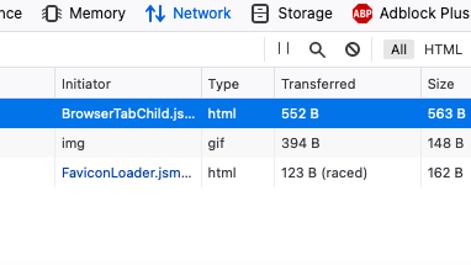 nce Memory Network Storage ABP Adblock Plus
All HTML
Initiator Type Transferred Size
BrowserTabChild.js... html 552 B 563 B
img gif 394 B 148 B
FaviconLoader.jsm... html 123 B (raced) 162 B